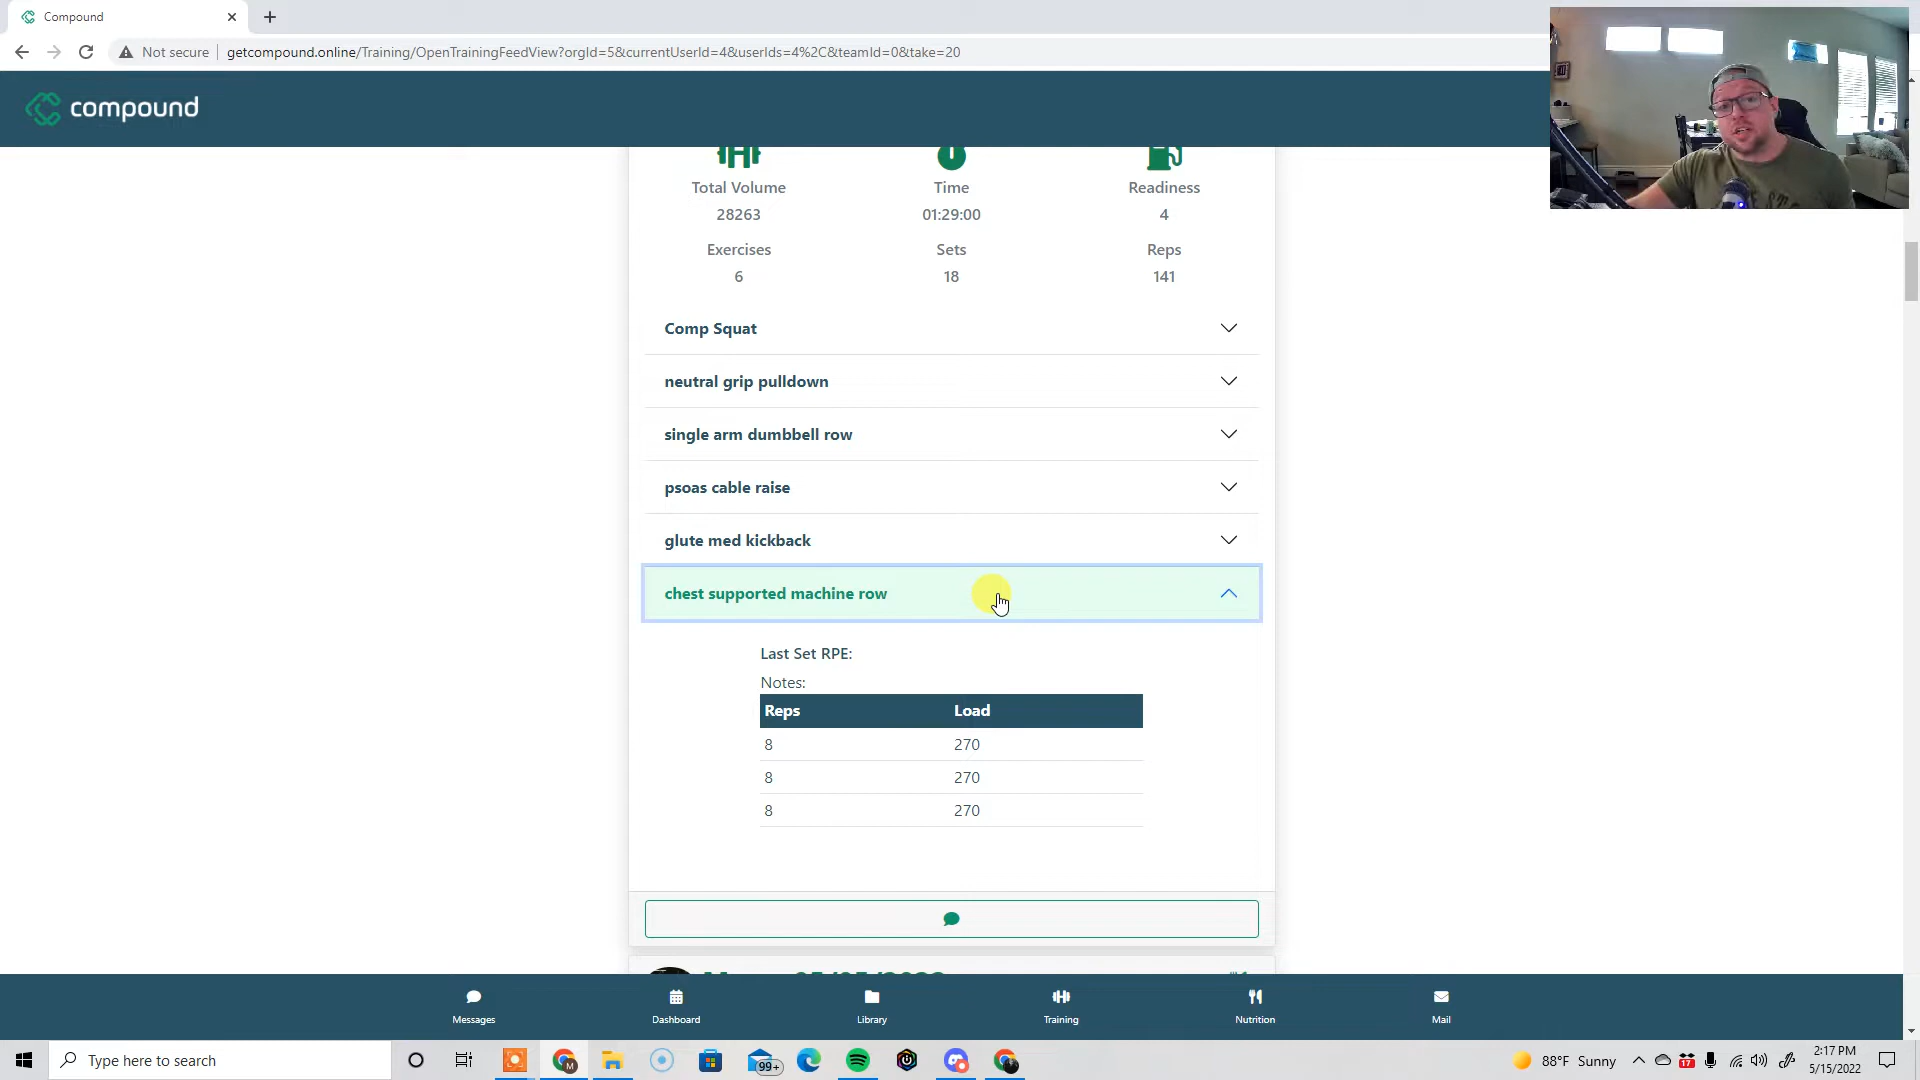 Compound
Not secure
getcompound.online/Training/OpenTrainingFeedView?orgId=5&currentUserId=4&userIds=4%2C&teamId=0&take=20
compound
Total Volume Time Readiness
28263 01:29:00 4
Exercises Sets Reps
6 18 141
Comp Squat
neutral grip pulldown
single arm dumbbell row
psoas cable raise
glute med kickback
chest supported machine row
Last Set RPE:
Notes:
Reps Load
8 270
8 270
8 270
Messages Dashboard Library Training Nutrition Mail
Type here to search
M
99+
88°F Sunny
17
2:17 PM
5/15/2022